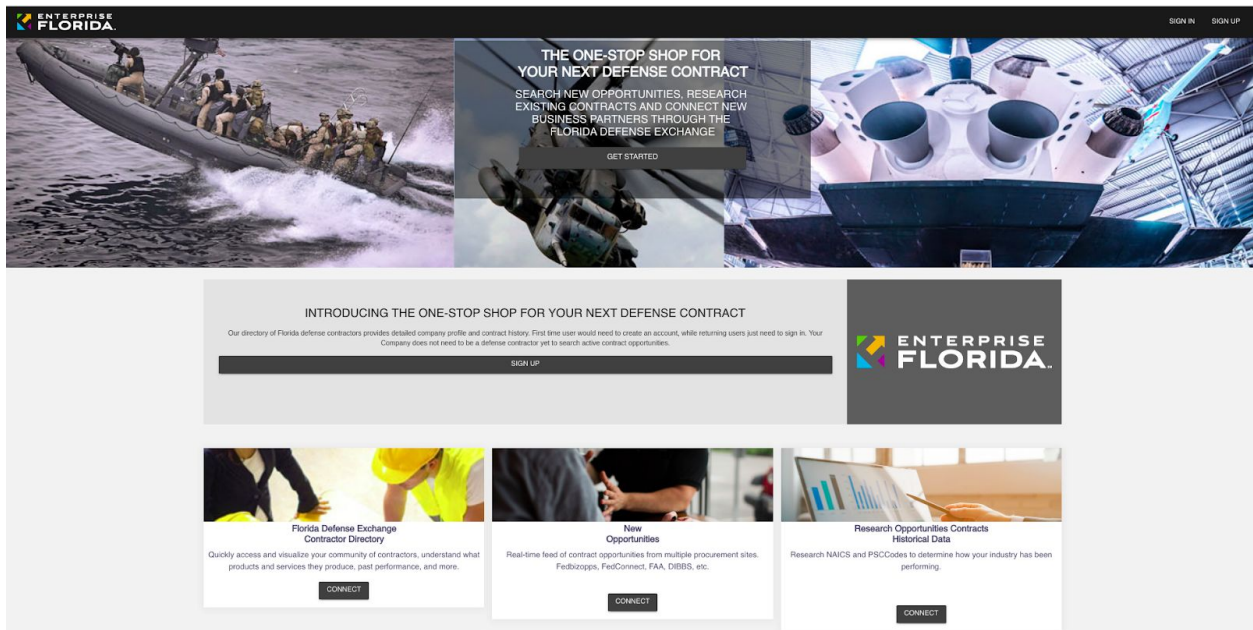 ENTERPRISE
FLORIDA.
SIGN IN
SIGN UP
THE ONE-STOP SHOP FOR
YOUR NEXT DEFENSE CONTRACT
SEARCH NEW OPPORTUNITIES, RESEARCH
EXISTING CONTRACTS AND CONNECT NEW
BUSINESS PARTNERS THROUGH THE
FLORIDA DEFENSE EXCHANGE
GET STARTED
INTRODUCING THE ONE-STOP SHOP FOR YOUR NEXT DEFENSE CONTRACT
Our directory of Florida defense contractors provides detailed company profile and contract history. First time user would need to create an account, while returning users just need to sign in. Your
Company does not need to be a defense contractor yet to search active contract opportunities.
SIGN UP
ENTERPRISE
FLORIDA
Florida Defense Exchange
Contractor Directory
Quickly access and visualize your community of contractors, understand what
products and services they produce, past performance, and more.
CONNECT
New
Opportunities
Real-time feed of contract opportunities from multiple procurement sites.
Fedbizopps, FedConnect, FAA, DIBBS, etc.
CONNECT
Research Opportunities Contracts
Historical Data
Research NAICS and PSCCodes to determine how your industry has been
performing.
CONNECT